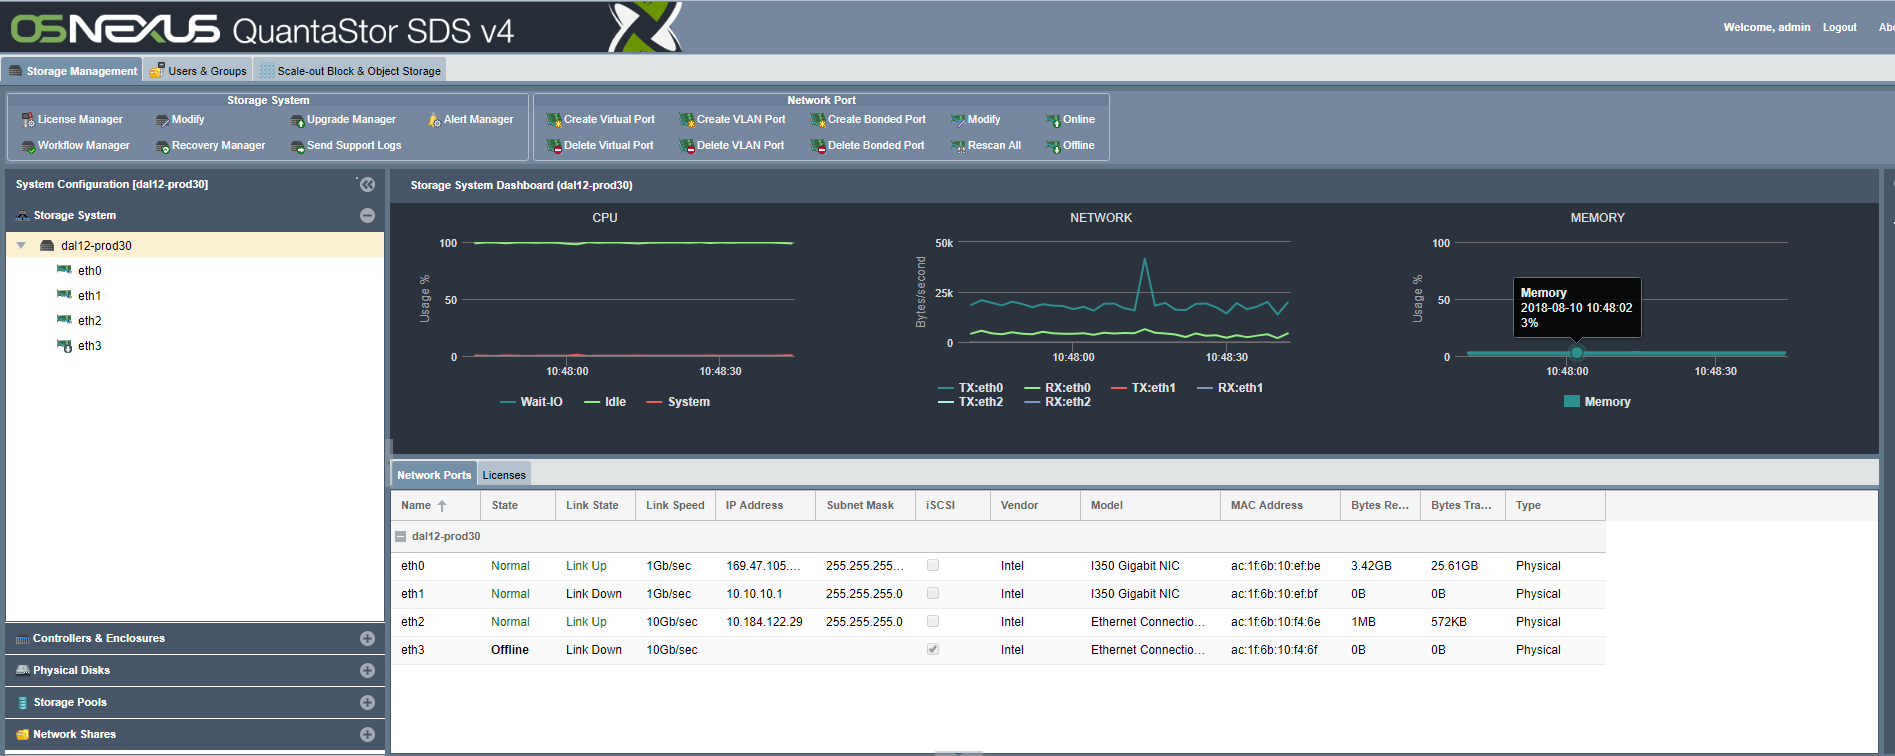 OSNEXUS QuantaStor SDS v4
Welcome, admin Logout Abo
Storage Management Users & Groups Scale-out Block & Object Storage
Storage System
License Manager Modify Upgrade Manager Alert Manager
Workflow Manager Recovery Manager Send Support Logs
Network Port
Create Virtual Port Create VLAN Port Create Bonded Port Modify Online
Delete Virtual Port Delete VLAN Port Delete Bonded Port Rescan All Offline
System Configuration [dal12-prod30]
Storage System
dal12-prod30
eth0
eth1
eth2
eth3
Controllers & Enclosures
Physical Disks
Storage Pools
Network Shares
Storage System Dashboard (dal12-prod30)
CPU
Usage %
100
50
0
10:48:00 10:48:30
Wait-IO Idle System
NETWORK
Bytes/second
50k
25k
0
10:48:00 10:48:30
TX:eth0 RX:eth0 TX:eth1 RX:eth1
TX:eth2 RX:eth2
MEMORY
Usage %
100
50
0
Memory
2018-08-10 10:48:02
3%
10:48:00 10:48:30
Memory
Network Ports Licenses
Name State Link State Link Speed IP Address Subnet Mask iSCSI Vendor Model MAC Address Bytes Re... Bytes Tra... Type
dal12-prod30
eth0 Normal Link Up 1Gb/sec 169.47.105.... 255.255.255... Intel I350 Gigabit NIC ac:1f:6b:10:ef:be 3.42GB 25.61GB Physical
eth1 Normal Link Down 1Gb/sec 10.10.10.1 255.255.255.0 Intel I350 Gigabit NIC ac:1f:6b:10:ef:bf 0B 0B Physical
eth2 Normal Link Up 10Gb/sec 10.184.122.29 255.255.255.0 Intel Ethernet Connectio... ac:1f:6b:10:f4:6e 1MB 572KB Physical
eth3 Offline Link Down 10Gb/sec Intel Ethernet Connectio... ac:1f:6b:10:f4:6f 0B 0B Physical